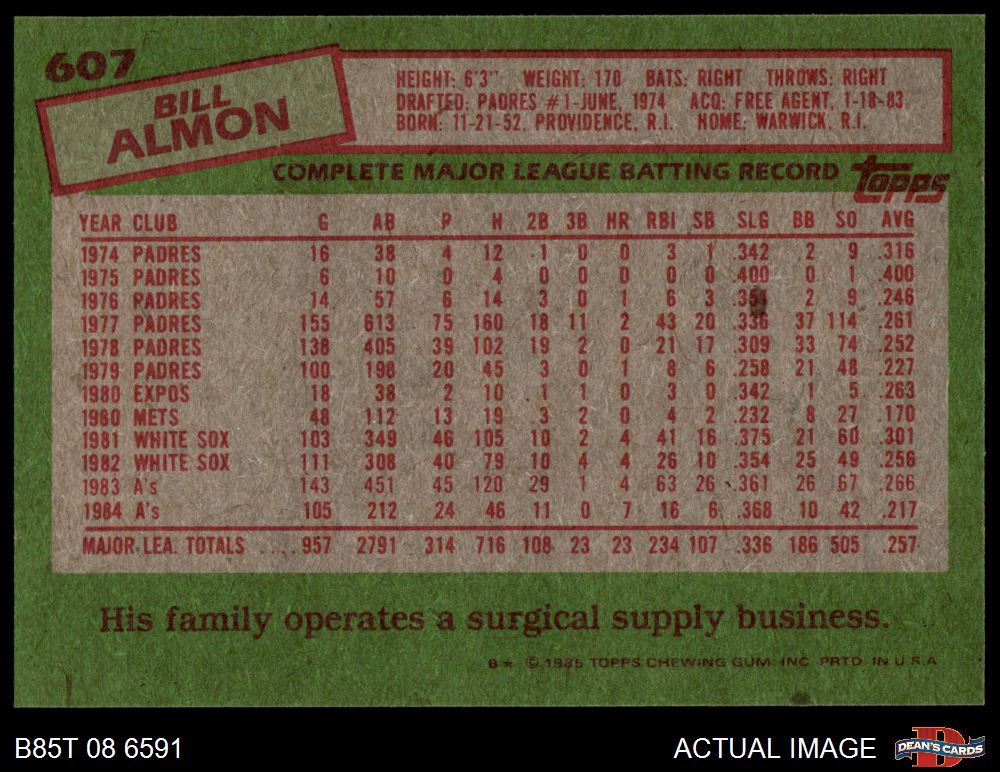 607
BILL
ALMON
HEIGHT: 6'3" WEIGHT: 170 BATS: RIGHT THROWS: RIGHT
DRAFTED: PADRES #1-JUNE, 1974 ACQ: FREE AGENT, 1-18-83
BORN: 11-21-52, PROVIDENCE, R.I. HOME: WARWICK, R.I.
COMPLETE MAJOR LEAGUE BATTING RECORD topps
YEAR CLUB G AB R H 2B 3B HR RBI SB SLG BB SO AVG
1974 PADRES 16 38 4 12 1 0 0 3 1 .342 2 9 .316
1975 PADRES 6 10 0 4 0 0 0 0 0 .400 0 1 .400
1976 PADRES 14 57 6 14 3 0 1 6 3 2 9 .246
1977 PADRES 155 613 75 160 18 11 2 43 20 .336 37 114 .261
1978 PADRES 138 405 39 102 19 2 0 21 17 .309 33 74 .252
1979 PADRES 100 198 20 45 3 0 1 8 6 .258 21 48 .227
1980 EXPOS 18 38 2 10 1 1 0 3 0 .342 1 5 .263
1980 METS 48 112 13 19 3 2 0 4 2 .232 8 27 .170
1981 WHITE SOX 103 349 46 105 10 2 4 41 16 .375 21 60 .301
1982 WHITE SOX 111 308 40 79 10 4 4 26 10 .354 25 49 .256
1983 A's 143 451 45 120 29 1 4 63 26 .361 26 67 .266
1984 A's 105 212 24 46 11 0 7 16 6 .368 10 42 .217
MAJOR LEA. TOTALS ....957 2791 314 716 108 23 23 234 107 .336 186 505 .257
His family operates a surgical supply business.
B* © 1985 TOPPS CHEWING GUM, INC. PRTD. IN U.S.A.
B85T 08 6591
ACTUAL IMAGE
D
DEAN'S CARDS